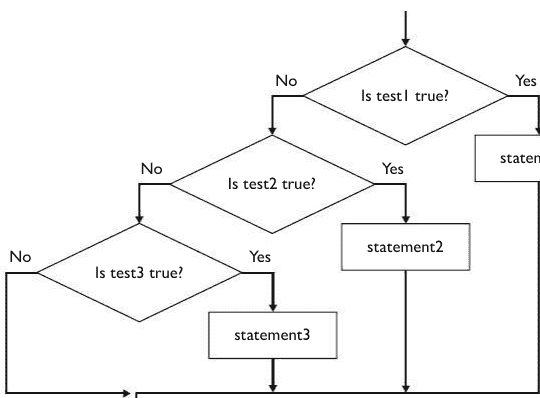 No
Yes
Is test1 true?
No
Yes
Is test2 true?
statement2
No
Yes
Is test3 true?
statement3